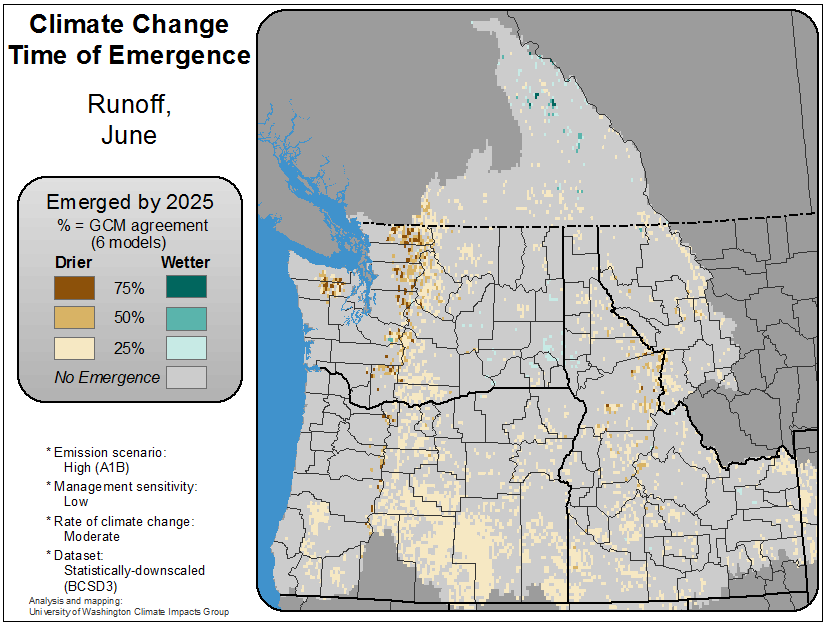 Climate Change
Time of Emergence
Runoff,
June
Emerged by 2025
% = GCM agreement
(6 models)
Drier Wetter
75%
50%
25%
No Emergence
* Emission scenario:
High (A1B)
* Management sensitivity:
Low
* Rate of climate change:
Moderate
* Dataset:
Statistically-downscaled
(BCSD3)
Analysis and mapping:
University of Washington Climate Impacts Group